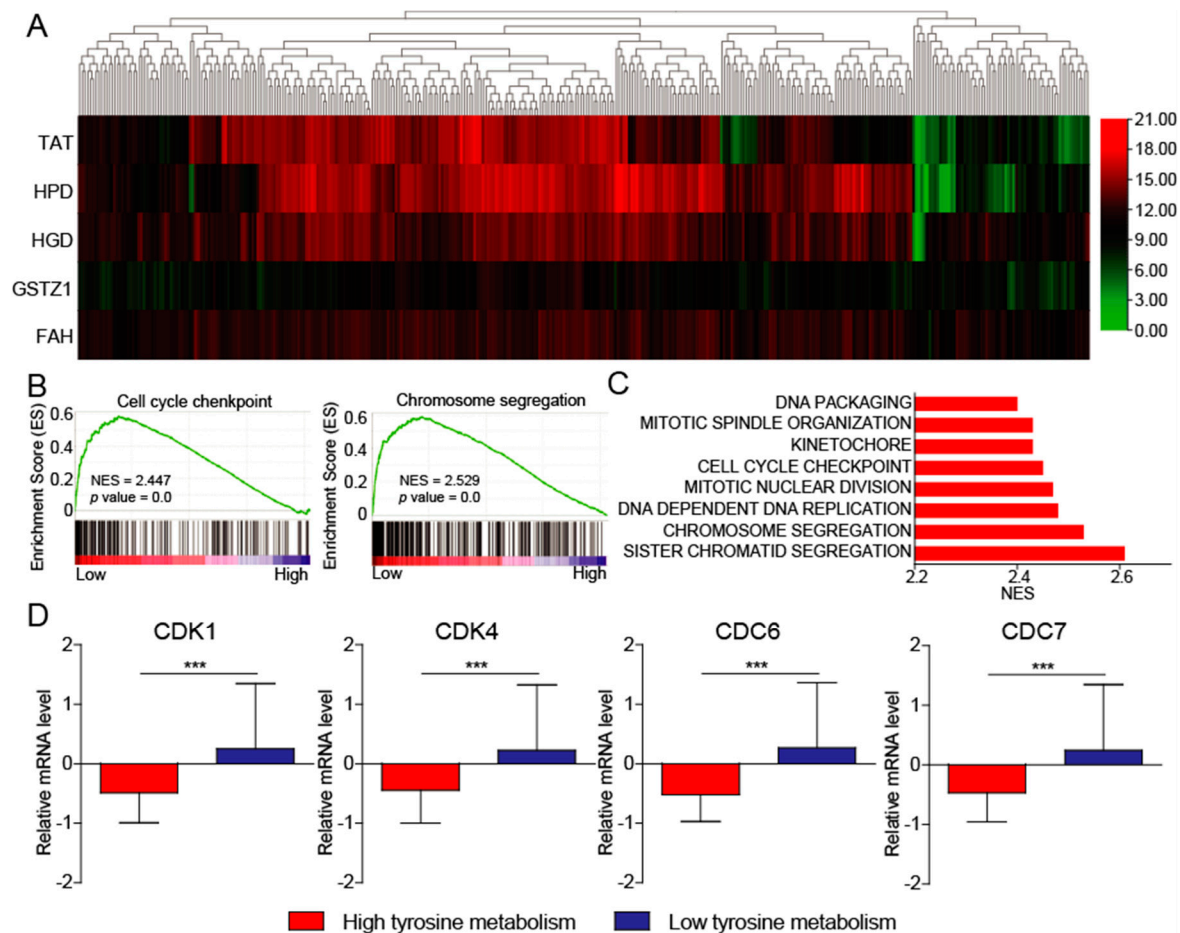 A
TAT
HPD
HGD
GSTZ1
FAH
21.00
18.00
15.00
12.00
9.00
6.00
3.00
0.00
B
Cell cycle chenkpoint
Enrichment Score (ES)
0.6
0.4
0.2
0
NES = 2.447
p value = 0.0
Low
High
Chromosome segregation
Enrichment Score (ES)
0.6
0.4
0.2
0
NES = 2.529
p value = 0.0
Low
High
C
DNA PACKAGING
MITOTIC SPINDLE ORGANIZATION
KINETOCHORE
CELL CYCLE CHECKPOINT
MITOTIC NUCLEAR DIVISION
DNA DEPENDENT DNA REPLICATION
CHROMOSOME SEGREGATION
SISTER CHROMATID SEGREGATION
2.2
2.4
2.6
NES
D
CDK1
Relative mRNA level
2
1
0
-1
-2
***
CDK4
Relative mRNA level
2
1
0
-1
-2
***
CDC6
Relative mRNA level
2
1
0
-1
-2
***
CDC7
Relative mRNA level
2
1
0
-1
-2
***
High tyrosine metabolism
Low tyrosine metabolism